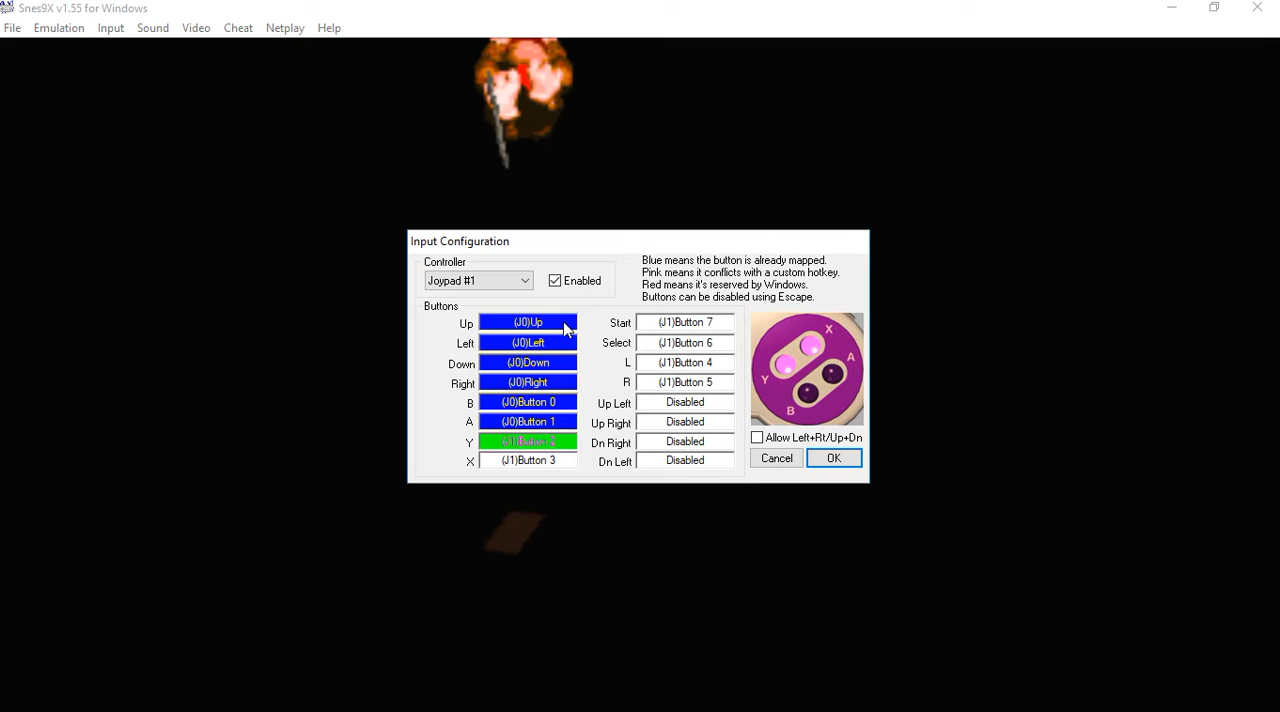 Snes9X v1.55 for Windows
File Emulation Input Sound Video Cheat Netplay Help
Input Configuration
Controller
Joypad #1
Enabled
Blue means the button is already mapped.
Pink means it conflicts with a custom hotkey.
Red means it's reserved by Windows.
Buttons can be disabled using Escape.
Buttons
Up (J0)Up
Left (J0)Left
Down (J0)Down
Right (J0)Right
B (J0)Button 0
A (J0)Button 1
Y (J1)Button 2
X (J1)Button 3
Start (J1)Button 7
Select (J1)Button 6
L (J1)Button 4
R (J1)Button 5
Up Left Disabled
Up Right Disabled
Dn Right Disabled
Dn Left Disabled
X
A
Y
B
Allow Left+Rt/Up+Dn
Cancel OK